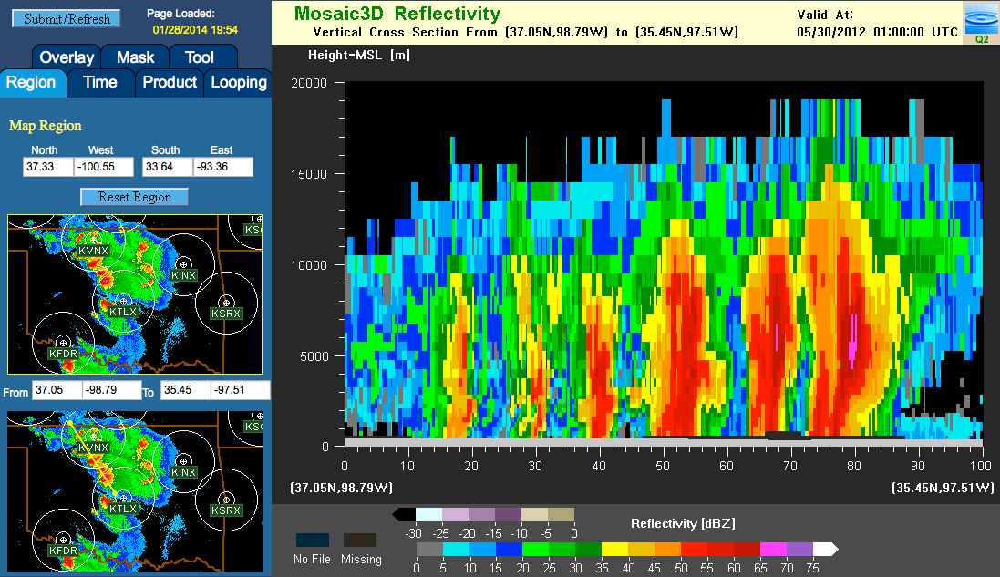 Submit/Refresh
Page Loaded:
01/28/2014 19:54
Overlay Mask Tool
Region Time Product Looping
Map Region
North West South East
37.33 -100.55 33.64 -93.36
Reset Region
KVNX
KINX
KTLX
KSRX
KFDR
From 37.05 -98.79 To 35.45 -97.51
KVNX
KINX
KTLX
KSRX
KFDR
Mosaic3D Reflectivity
Vertical Cross Section From (37.05N,98.79W) to (35.45N,97.51W)
Valid At:
05/30/2012 01:00:00 UTC
Q2
Height-MSL [m]
20000
15000
10000
5000
0
0 10 20 30 40 50 60 70 80 90 100
(37.05N,98.79W) (35.45N,97.51W)
-30 -25 -20 -15 -10 -5 0
Reflectivity [dBZ]
No File Missing
0 5 10 15 20 25 30 35 40 45 50 55 60 65 70 75